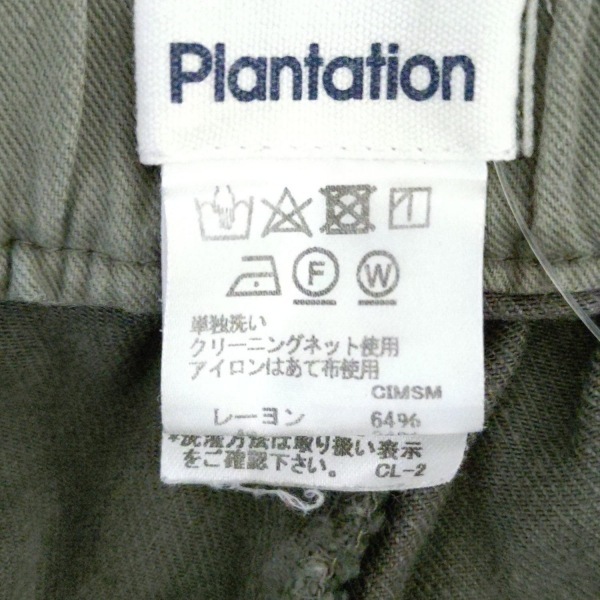 Plantation
F W
単独洗い
クリーニングネット使用
アイロンはあて布使用
CIMSM
レーヨン 64%
*洗濯方法は取り扱い表示
をご確認下さい。 CL-2